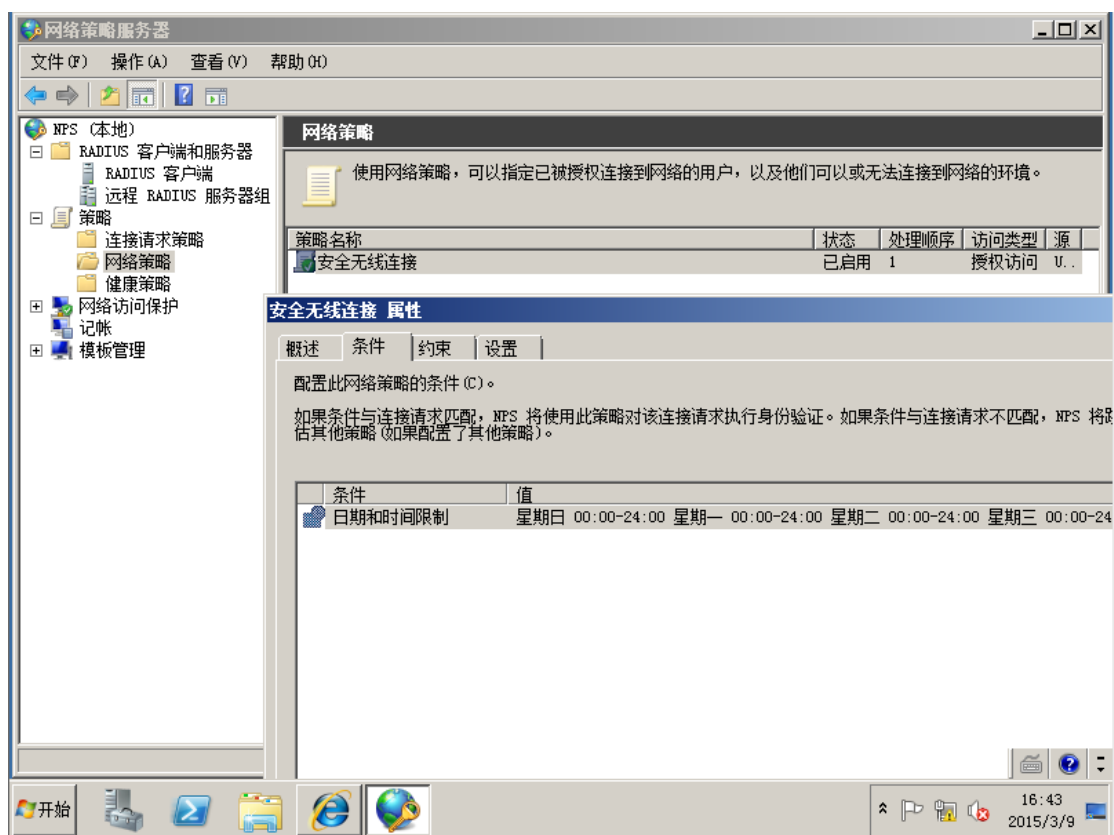 网络策略服务器
文件(F) 操作(A) 查看(V) 帮助(H)
NPS (本地)
RADIUS 客户端和服务器
RADIUS 客户端
远程 RADIUS 服务器组
策略
连接请求策略
网络策略
健康策略
网络访问保护
记帐
模板管理
网络策略
使用网络策略，可以指定已被授权连接到网络的用户，以及他们可以或无法连接到网络的环境。
策略名称 状态 处理顺序 访问类型 源
安全无线连接 已启用 1 授权访问 U..
安全无线连接 属性
概述 条件 约束 设置
配置此网络策略的条件(C)。
如果条件与连接请求匹配，NPS 将使用此策略对该连接请求执行身份验证。如果条件与连接请求不匹配，NPS 将
估其他策略(如果配置了其他策略)。
条件 值
日期和时间限制 星期日 00:00-24:00 星期一 00:00-24:00 星期二 00:00-24:00 星期三 00:00-24
开始
16:43
2015/3/9